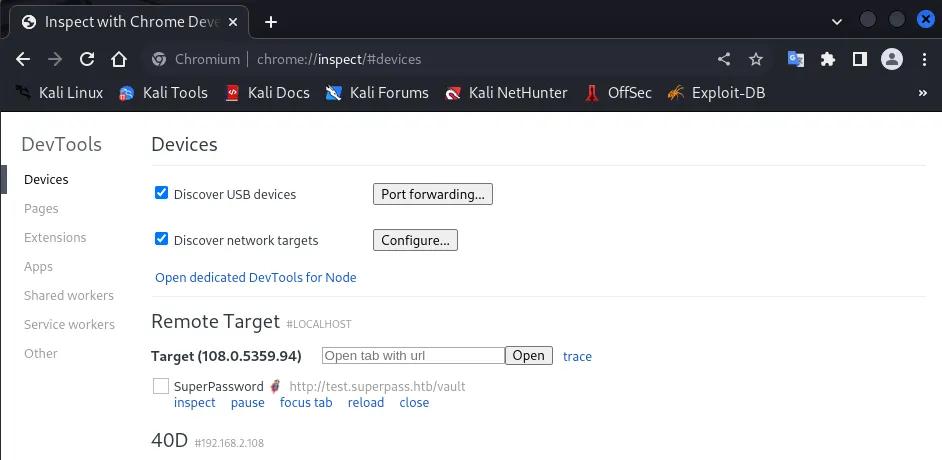 Inspect with Chrome Deve
Chromium | chrome://inspect/#devices
Kali Linux Kali Tools Kali Docs Kali Forums Kali NetHunter OffSec Exploit-DB »
DevTools
Devices
Pages
Extensions
Apps
Shared workers
Service workers
Other
Devices
Discover USB devices Port forwarding...
Discover network targets Configure...
Open dedicated DevTools for Node
Remote Target #LOCALHOST
Target (108.0.5359.94) Open tab with url Open trace
SuperPassword 🦸 http://test.superpass.htb/vault
inspect pause focus tab reload close
40D #192.168.2.108